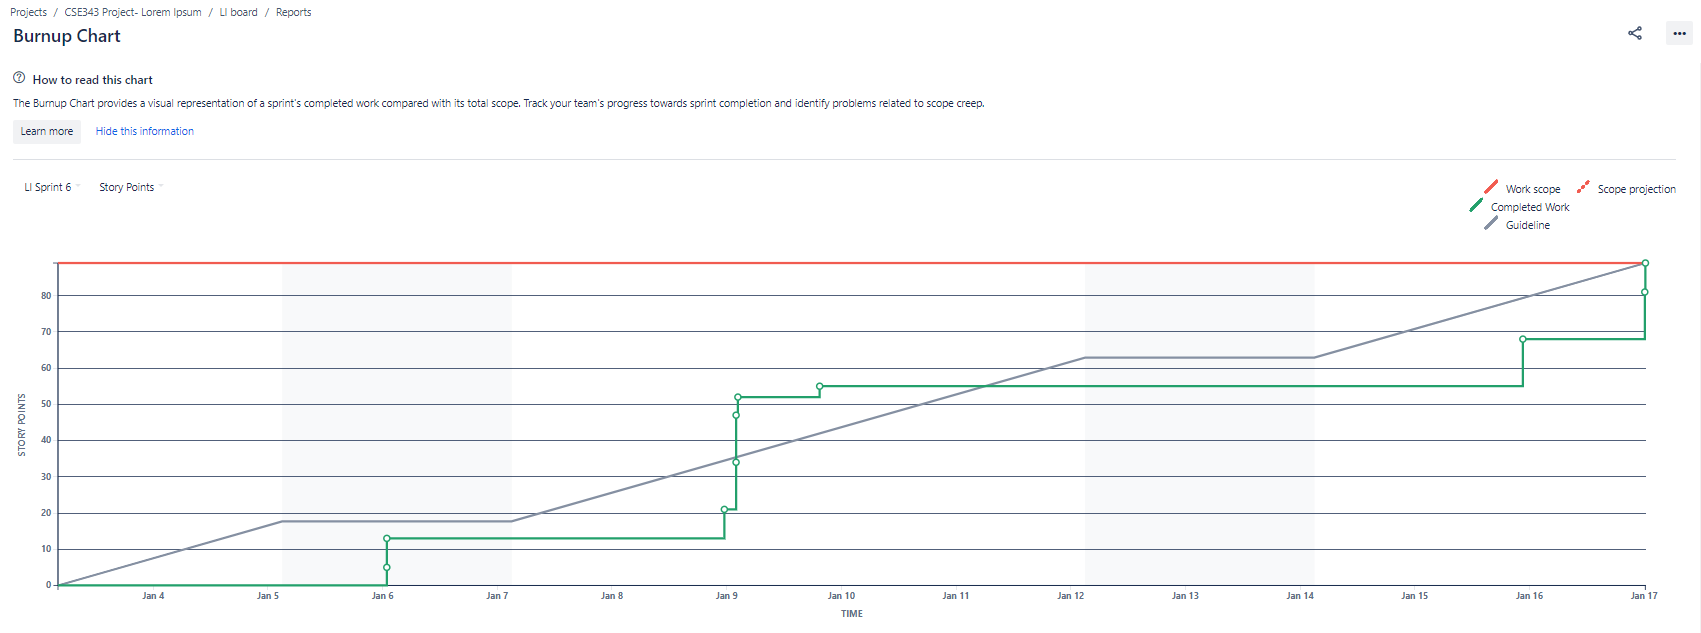 Projects / CSE343 Project- Lorem Ipsum / LI board / Reports
Burnup Chart
How to read this chart
The Burnup Chart provides a visual representation of a sprint's completed work compared with its total scope. Track your team's progress towards sprint completion and identify problems related to scope creep.
Learn more Hide this information
LI Sprint 6 Story Points
Work scope Scope projection
Completed Work
Guideline
80
70
60
50
40
30
20
10
0
STORY POINTS
Jan 4 Jan 5 Jan 6 Jan 7 Jan 8 Jan 9 Jan 10 Jan 11 Jan 12 Jan 13 Jan 14 Jan 15 Jan 16 Jan 17
TIME